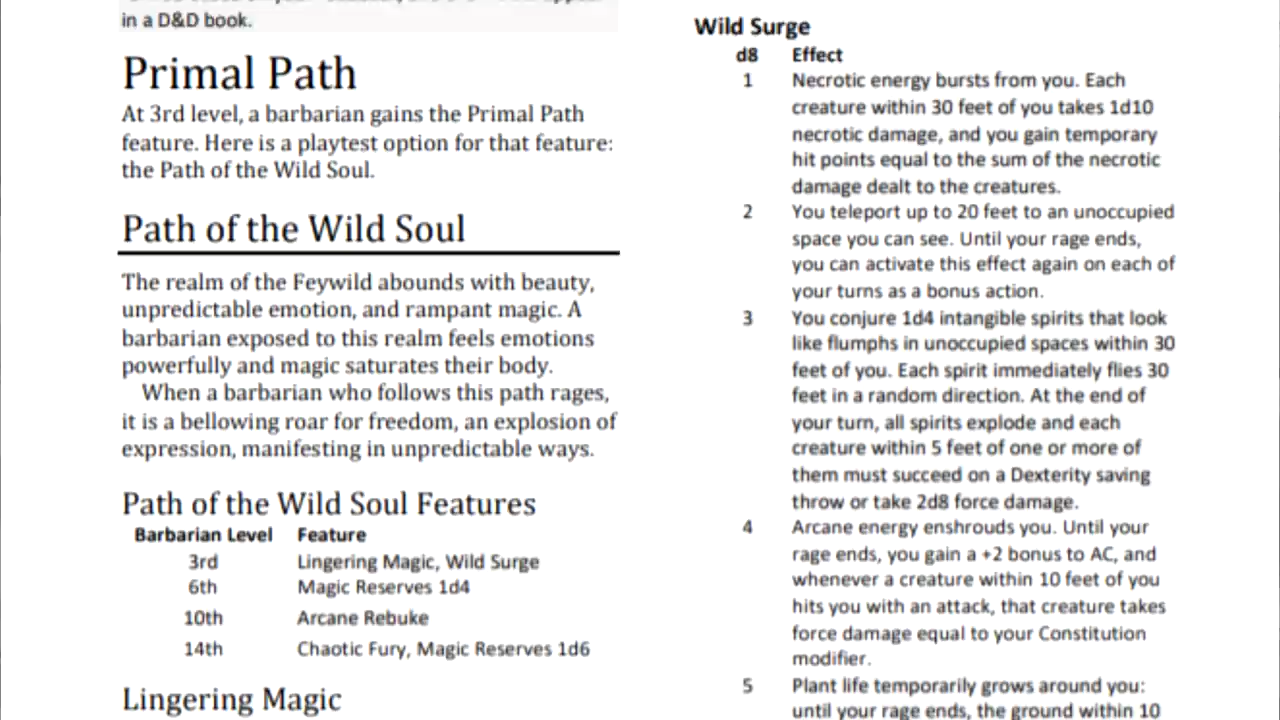 in a D&D book.
Primal Path
At 3rd level, a barbarian gains the Primal Path
feature. Here is a playtest option for that feature:
the Path of the Wild Soul.
Path of the Wild Soul
The realm of the Feywild abounds with beauty,
unpredictable emotion, and rampant magic. A
barbarian exposed to this realm feels emotions
powerfully and magic saturates their body.
When a barbarian who follows this path rages,
it is a bellowing roar for freedom, an explosion of
expression, manifesting in unpredictable ways.
Path of the Wild Soul Features
Barbarian Level Feature
3rd Lingering Magic, Wild Surge
6th Magic Reserves 1d4
10th Arcane Rebuke
14th Chaotic Fury, Magic Reserves 1d6
Lingering Magic
Wild Surge
d8 Effect
1 Necrotic energy bursts from you. Each
creature within 30 feet of you takes 1d10
necrotic damage, and you gain temporary
hit points equal to the sum of the necrotic
damage dealt to the creatures.
2 You teleport up to 20 feet to an unoccupied
space you can see. Until your rage ends,
you can activate this effect again on each of
your turns as a bonus action.
3 You conjure 1d4 intangible spirits that look
like flumphs in unoccupied spaces within 30
feet of you. Each spirit immediately flies 30
feet in a random direction. At the end of
your turn, all spirits explode and each
creature within 5 feet of one or more of
them must succeed on a Dexterity saving
throw or take 2d8 force damage.
4 Arcane energy enshrouds you. Until your
rage ends, you gain a +2 bonus to AC, and
whenever a creature within 10 feet of you
hits you with an attack, that creature takes
force damage equal to your Constitution
modifier.
5 Plant life temporarily grows around you:
until your rage ends, the ground within 10